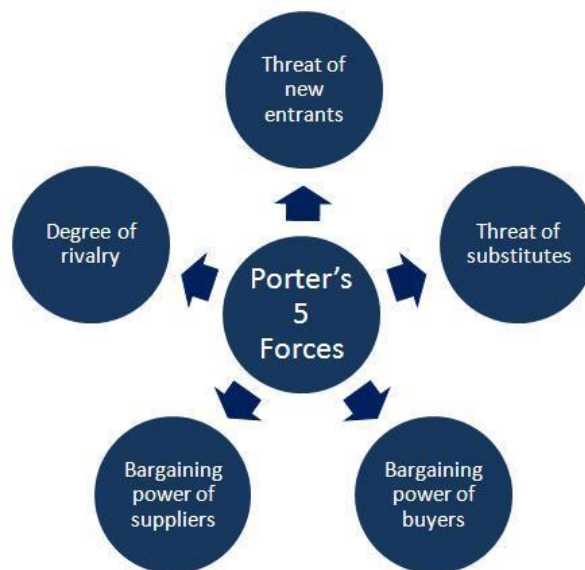 Threat of
new
entrants
Degree of
rivalry
Threat of
substitutes
Porter's
5
Forces
Bargaining
power of
suppliers
Bargaining
power of
buyers